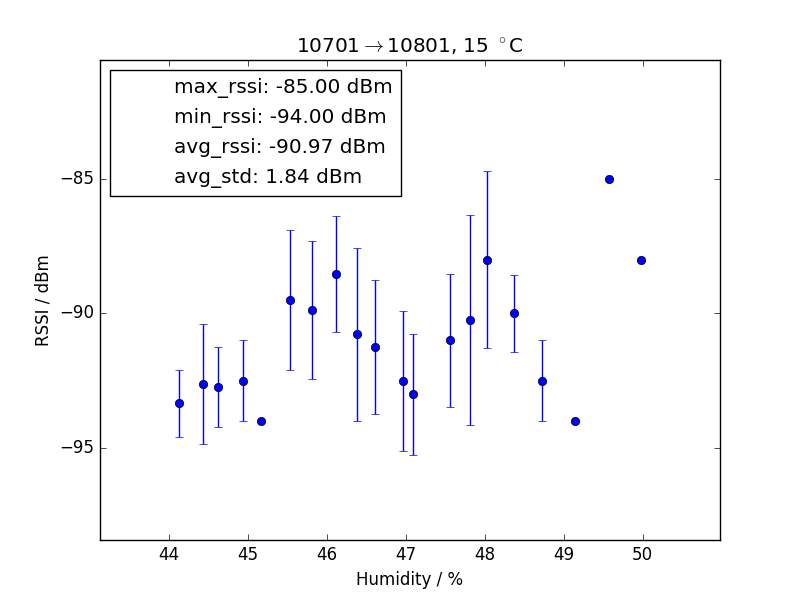 10701→10801, 15 °C
max_rssi: -85.00 dBm
min_rssi: -94.00 dBm
avg_rssi: -90.97 dBm
avg_std: 1.84 dBm
RSSI / dBm
−85
−90
−95
44 45 46 47 48 49 50
Humidity / %